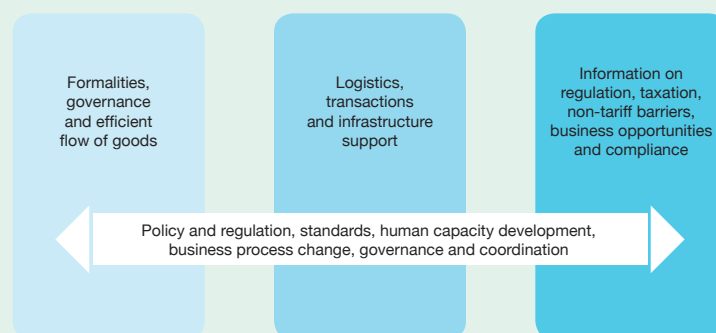 Formalities,
governance
and efficient
flow of goods
Logistics,
transactions
and infrastructure
support
Information on
regulation, taxation,
non-tariff barriers,
business opportunities
and compliance
Policy and regulation, standards, human capacity development,
business process change, governance and coordination